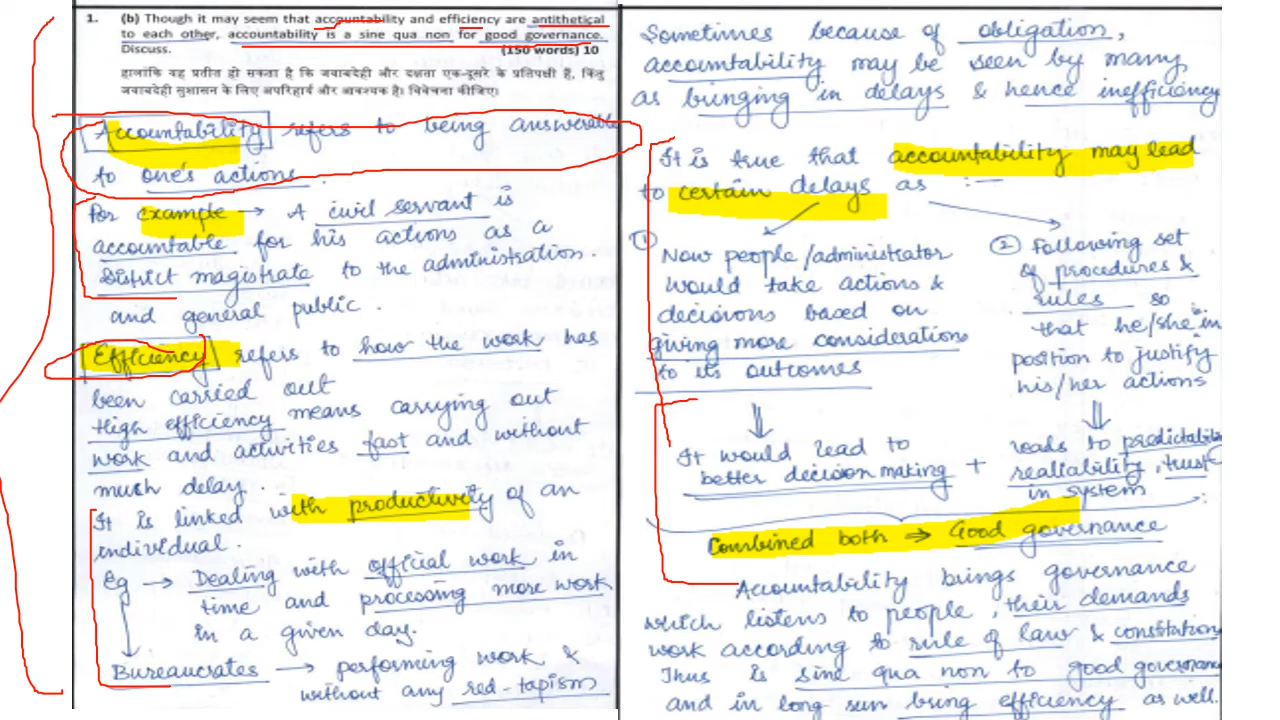 1. (b) Though it may seem that accountability and efficiency are antithetical
to each other, accountability is a sine qua non for good governance.
Discuss. (150 words) 10
हालांकि यह प्रतीत हो सकता है कि जवाबदेही और दक्षता एक-दूसरे के प्रतिपक्षी हैं, किंतु
जवाबदेही सुशासन के लिए अपरिहार्य और आवश्यक है। विवेचना कीजिए।
Accountability refers to being answerable
to one's actions.
For example → A civil servant is
accountable for his actions as a
District magistrate to the administration.
and general public.
Efficiency refers to how the work has
been carried out
High efficiency means carrying out
work and activities fast and without
much delay.
It is linked with productivity of an
individual.
Eg → Dealing with official work in
time and processing more work
in a given day.
Bureaucrates → performing work &
without any red-tapism
Sometimes because of obligation,
accountability may be seen by many,
as bringing in delays & hence inefficiency
It is true that accountability may lead
to certain delays as :—
① Now people/administrator
would take actions &
decisions based on
giving more considerations
to its outcomes
⇓
It would lead to
better decision making +
② Following set
of procedures &
rules so
that he/she is in
position to justify
his/her actions
⇓
leads to predictabil
realiability, trust
in system
Combined both ⇒ Good governance
Accountability brings governance
which listens to people, their demands
work according to rule of law & constitution
Thus is sine qua non to good governance
and in long run bring efficiency as well.